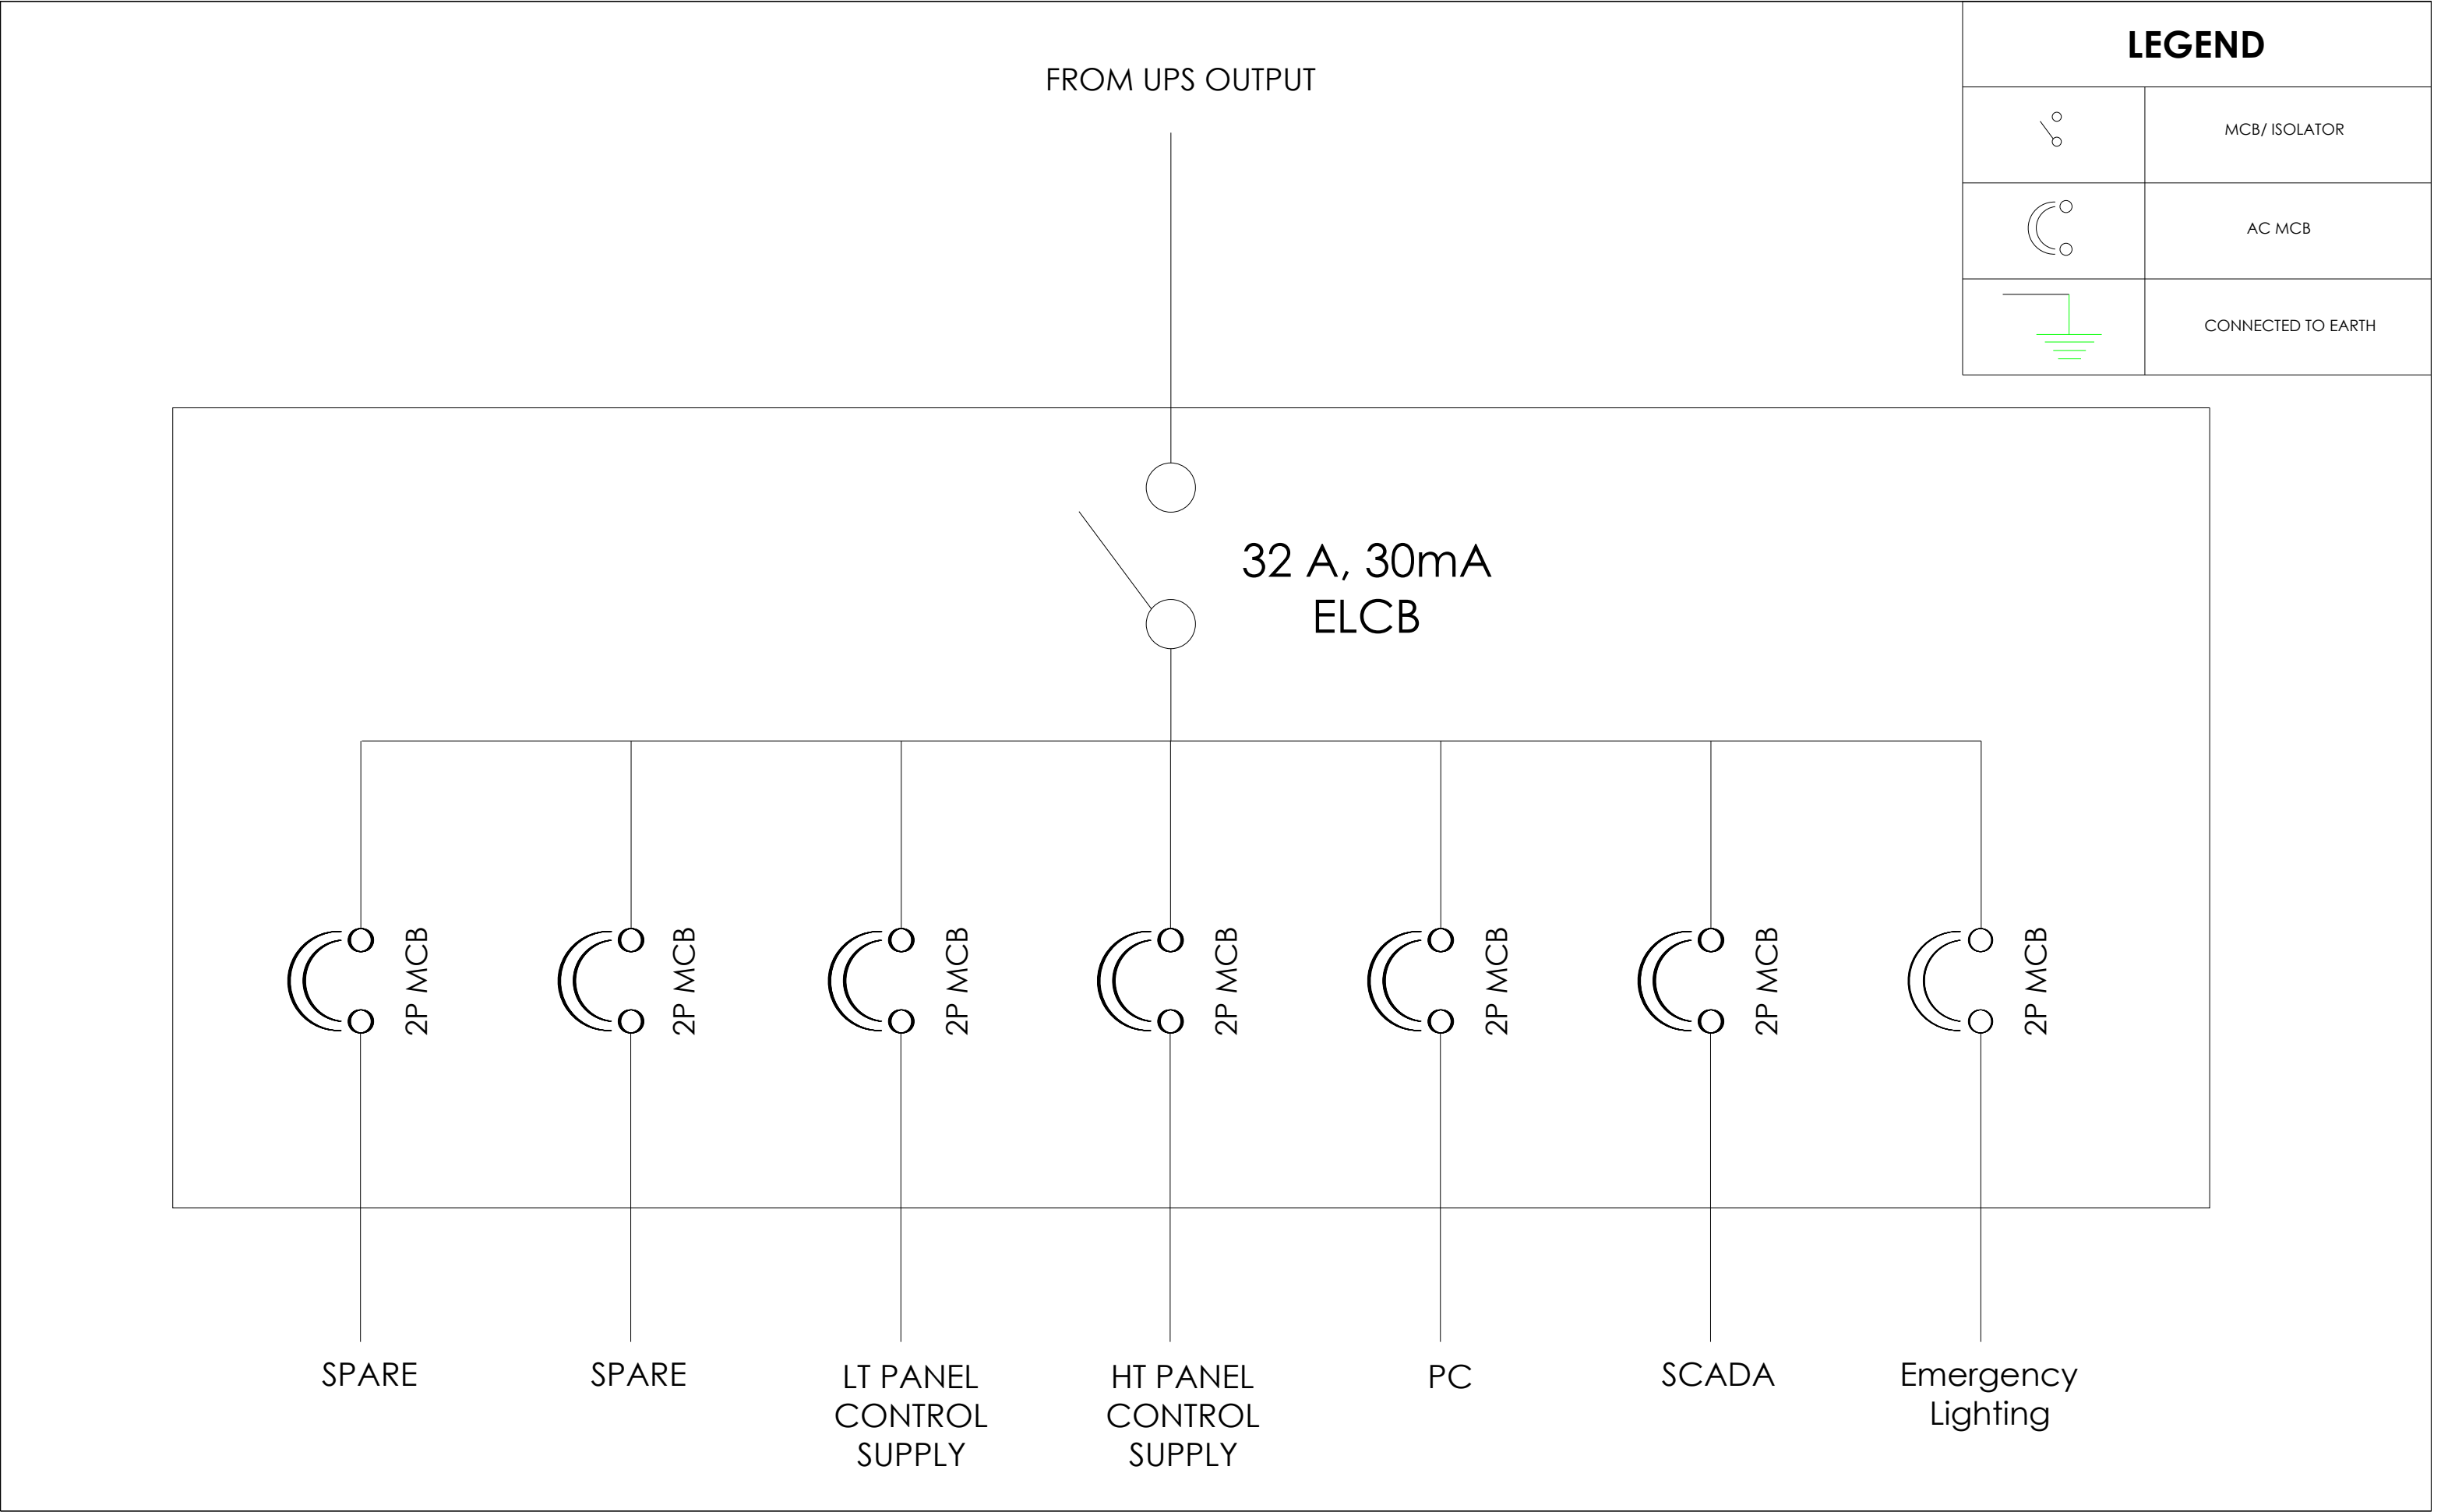 LEGEND
FROM UPS OUTPUT
MCB/ ISOLATOR
AC MCB
CONNECTED TO EARTH
32 A, 30mA
ELCB
2P MCB
2P MCB
2P MCB
2P MCB
2P MCB
2P MCB
2P MCB
SPARE
SPARE
LT PANEL
CONTROL
SUPPLY
HT PANEL
CONTROL
SUPPLY
PC
SCADA
Emergency
Lighting